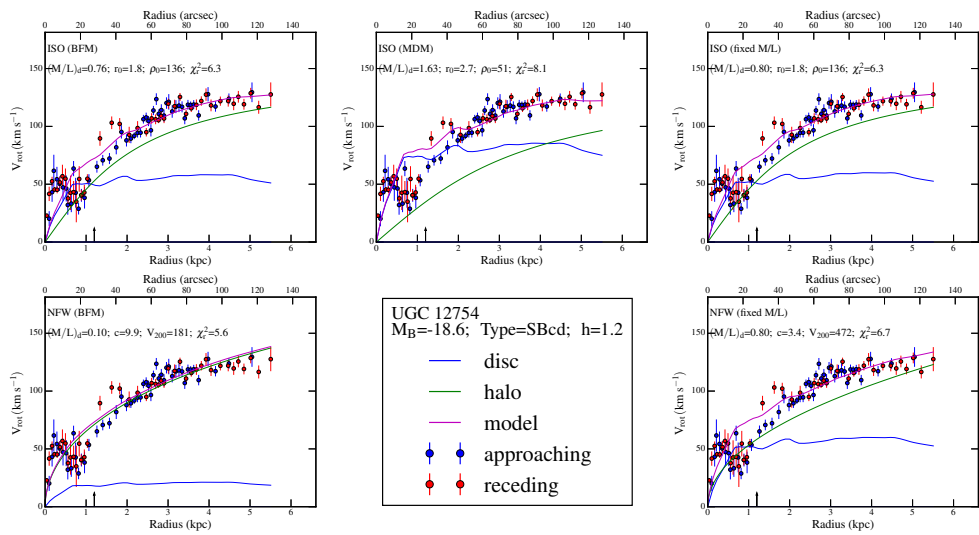 Radius (arcsec)
0 20 40 60 80 100 120 140
ISO (BFM)
(M/L)d=0.76; r0=1.8; ρ0=136; χr²=6.3
Vrot (km s⁻¹)
150
100
50
0
0 1 2 3 4 5 6
Radius (kpc)
Radius (arcsec)
0 20 40 60 80 100 120 140
ISO (MDM)
(M/L)d=1.63; r0=2.7; ρ0=51; χr²=8.1
Vrot (km s⁻¹)
150
100
50
0
0 1 2 3 4 5 6
Radius (kpc)
Radius (arcsec)
0 20 40 60 80 100 120 140
ISO (fixed M/L)
(M/L)d=0.80; r0=1.8; ρ0=136; χr²=6.3
Vrot (km s⁻¹)
150
100
50
0
0 1 2 3 4 5 6
Radius (kpc)
Radius (arcsec)
0 20 40 60 80 100 120 140
NFW (BFM)
(M/L)d=0.10; c=9.9; V200=181; χr²=5.6
Vrot (km s⁻¹)
150
100
50
0
0 1 2 3 4 5 6
Radius (kpc)
UGC 12754
MB=-18.6; Type=SBcd; h=1.2
disc
halo
model
approaching
receding
Radius (arcsec)
0 20 40 60 80 100 120 140
NFW (fixed M/L)
(M/L)d=0.80; c=3.4; V200=472; χr²=6.7
Vrot (km s⁻¹)
150
100
50
0
0 1 2 3 4 5 6
Radius (kpc)